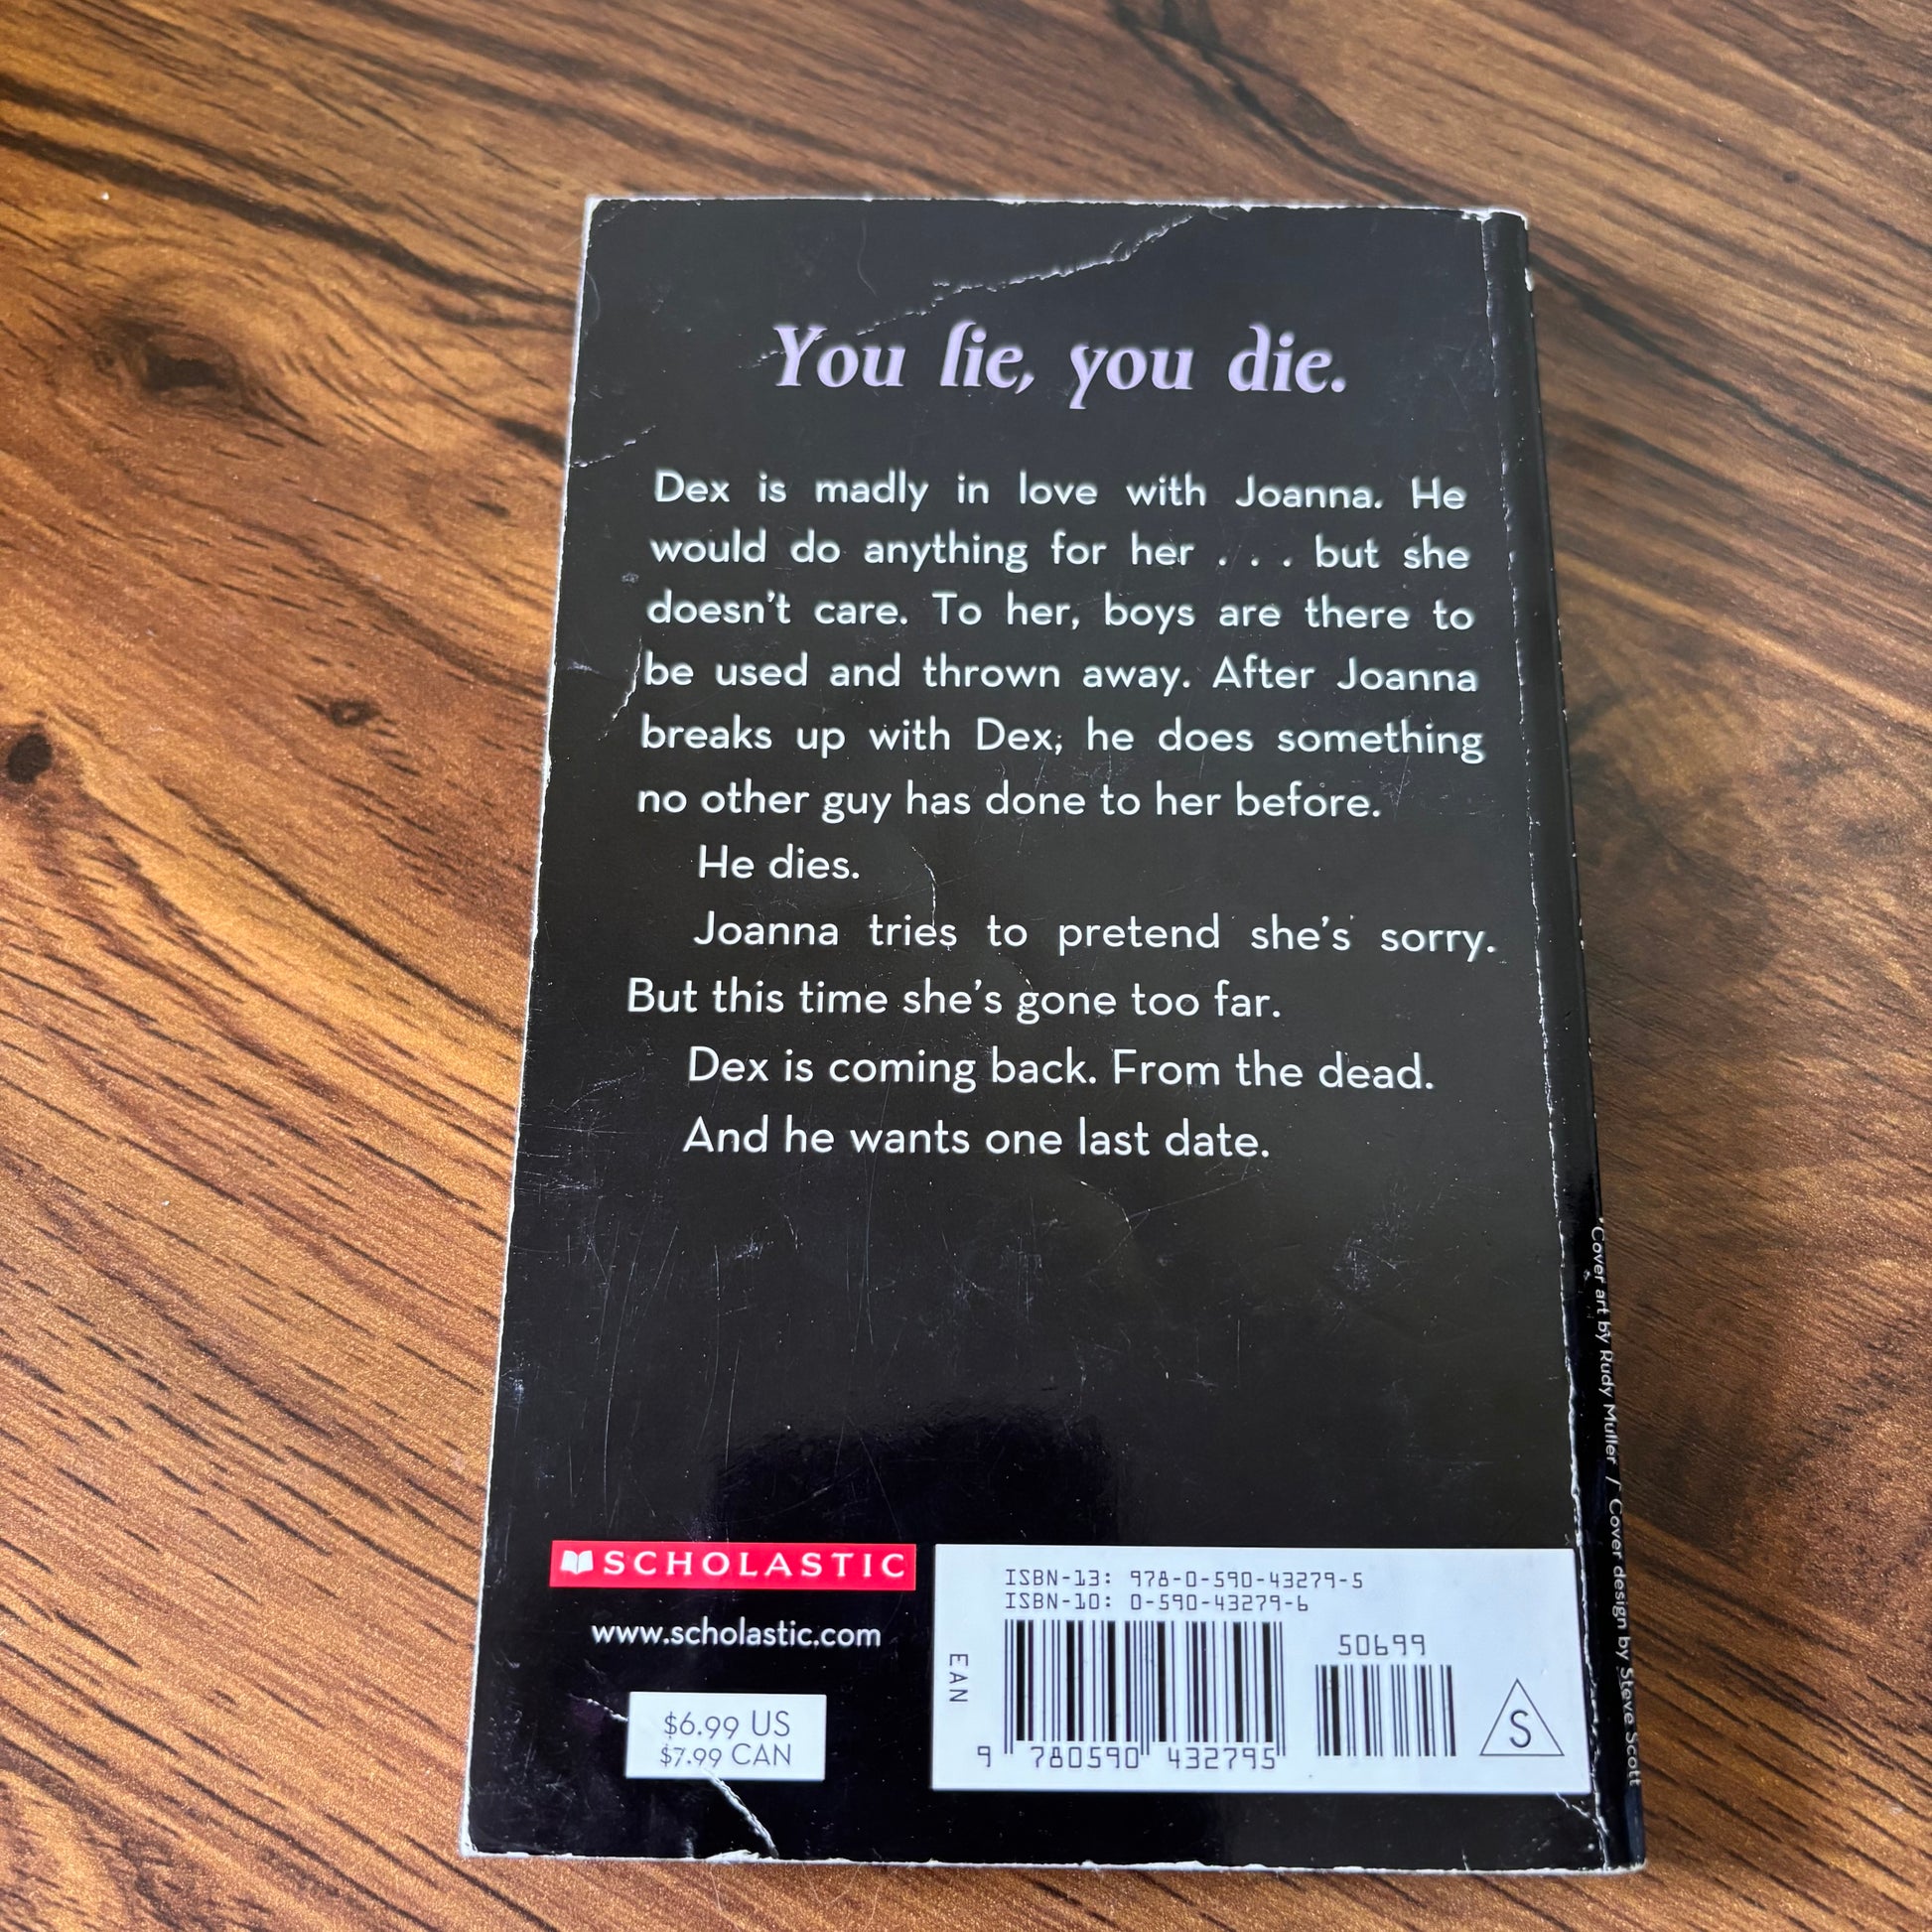 You lie, you die.
Dex is madly in love with Joanna. He
would do anything for her . . . but she
doesn't care. To her, boys are there to
be used and thrown away. After Joanna
breaks up with Dex, he does something
no other guy has done to her before.
He dies.
Joanna tries to pretend she's sorry.
But this time she's gone too far.
Dex is coming back. From the dead.
And he wants one last date.
SCHOLASTIC
www.scholastic.com
$6.99 US
$7.99 CAN
ISBN-13: 978-0-590-43279-5
ISBN-10: 0-590-43279-6
EAN
50699
9 780590 432795
S
Cover art by Rudy Muller / Cover design by Steve Scott